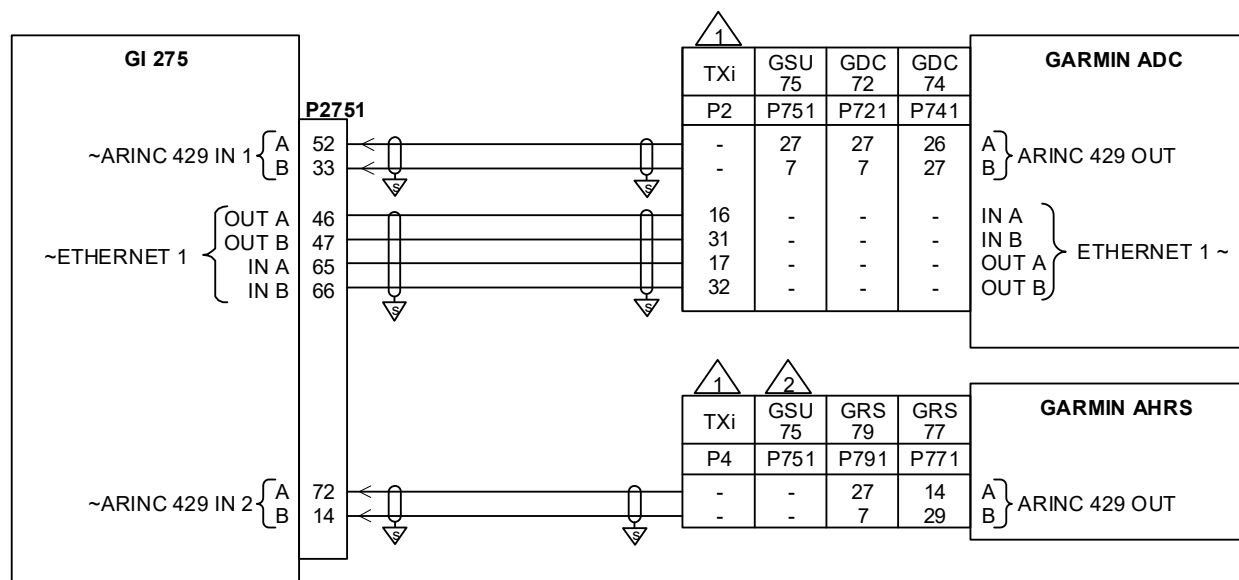 1
GI 275
TXi GSU 75 GDC 72 GDC 74
GARMIN ADC
P2751
P2 P751 P721 P741
~ARINC 429 IN 1 A 52 - 27 27 26 A ARINC 429 OUT
B 33 - 7 7 27 B
S S
~ETHERNET 1 OUT A 46 16 - - - IN A ETHERNET 1 ~
OUT B 47 31 - - - IN B
IN A 65 17 - - - OUT A
IN B 66 32 - - - OUT B
S S
1 2
TXi GSU 75 GRS 79 GRS 77
GARMIN AHRS
P4 P751 P791 P771
~ARINC 429 IN 2 A 72 - - 27 14 A ARINC 429 OUT
B 14 - - 7 29 B
S S